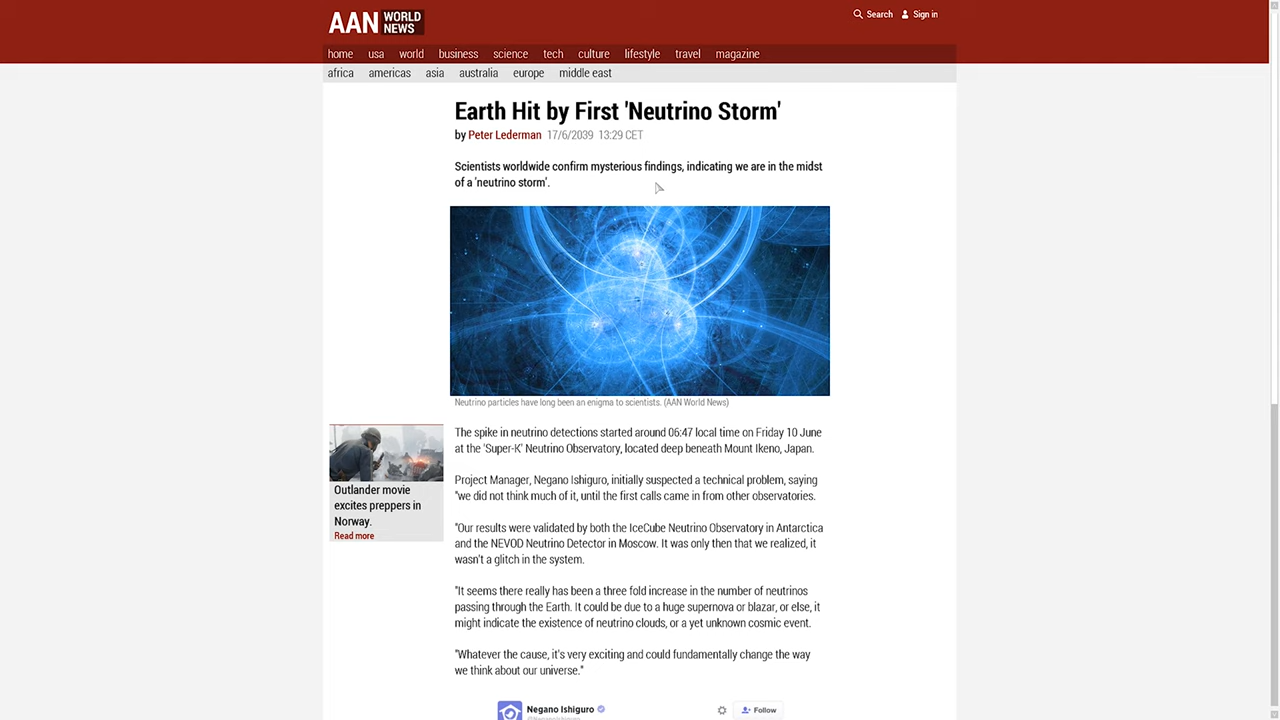 AAN WORLD NEWS
Search Sign in
home usa world business science tech culture lifestyle travel magazine
africa americas asia australia europe middle east
Earth Hit by First 'Neutrino Storm'
by Peter Lederman 17/6/2039 13:29 CET
Scientists worldwide confirm mysterious findings, indicating we are in the midst
of a 'neutrino storm'.
Neutrino particles have long been an enigma to scientists. (AAN World News)
The spike in neutrino detections started around 06:47 local time on Friday 10 June
at the 'Super-K' Neutrino Observatory, located deep beneath Mount Ikeno, Japan.
Project Manager, Negano Ishiguro, initially suspected a technical problem, saying
"we did not think much of it, until the first calls came in from other observatories.
"Our results were validated by both the IceCube Neutrino Observatory in Antarctica
and the NEVOD Neutrino Detector in Moscow. It was only then that we realized, it
wasn't a glitch in the system.
"It seems there really has been a three fold increase in the number of neutrinos
passing through the Earth. It could be due to a huge supernova or blazar, or else, it
might indicate the existence of neutrino clouds, or a yet unknown cosmic event.
"Whatever the cause, it's very exciting and could fundamentally change the way
we think about our universe."
Outlander movie
excites preppers in
Norway.
Read more
Negano Ishiguro Follow